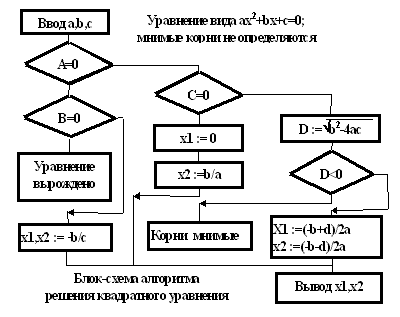 Ввод a,b,c
Уравнение вида ax²+bx+c=0;
мнимые корни не определяются
A=0
C=0
B=0
x1 := 0
D :=√b²-4ac
Уравнение
вырождено
x2 :=b/a
D<0
x1,x2 := -b/c
Корни мнимые
X1 :=(-b+d)/2a
x2 :=(-b-d)/2a
Блок-схема алгоритма
решения квадратного уравнения
Вывод x1,x2